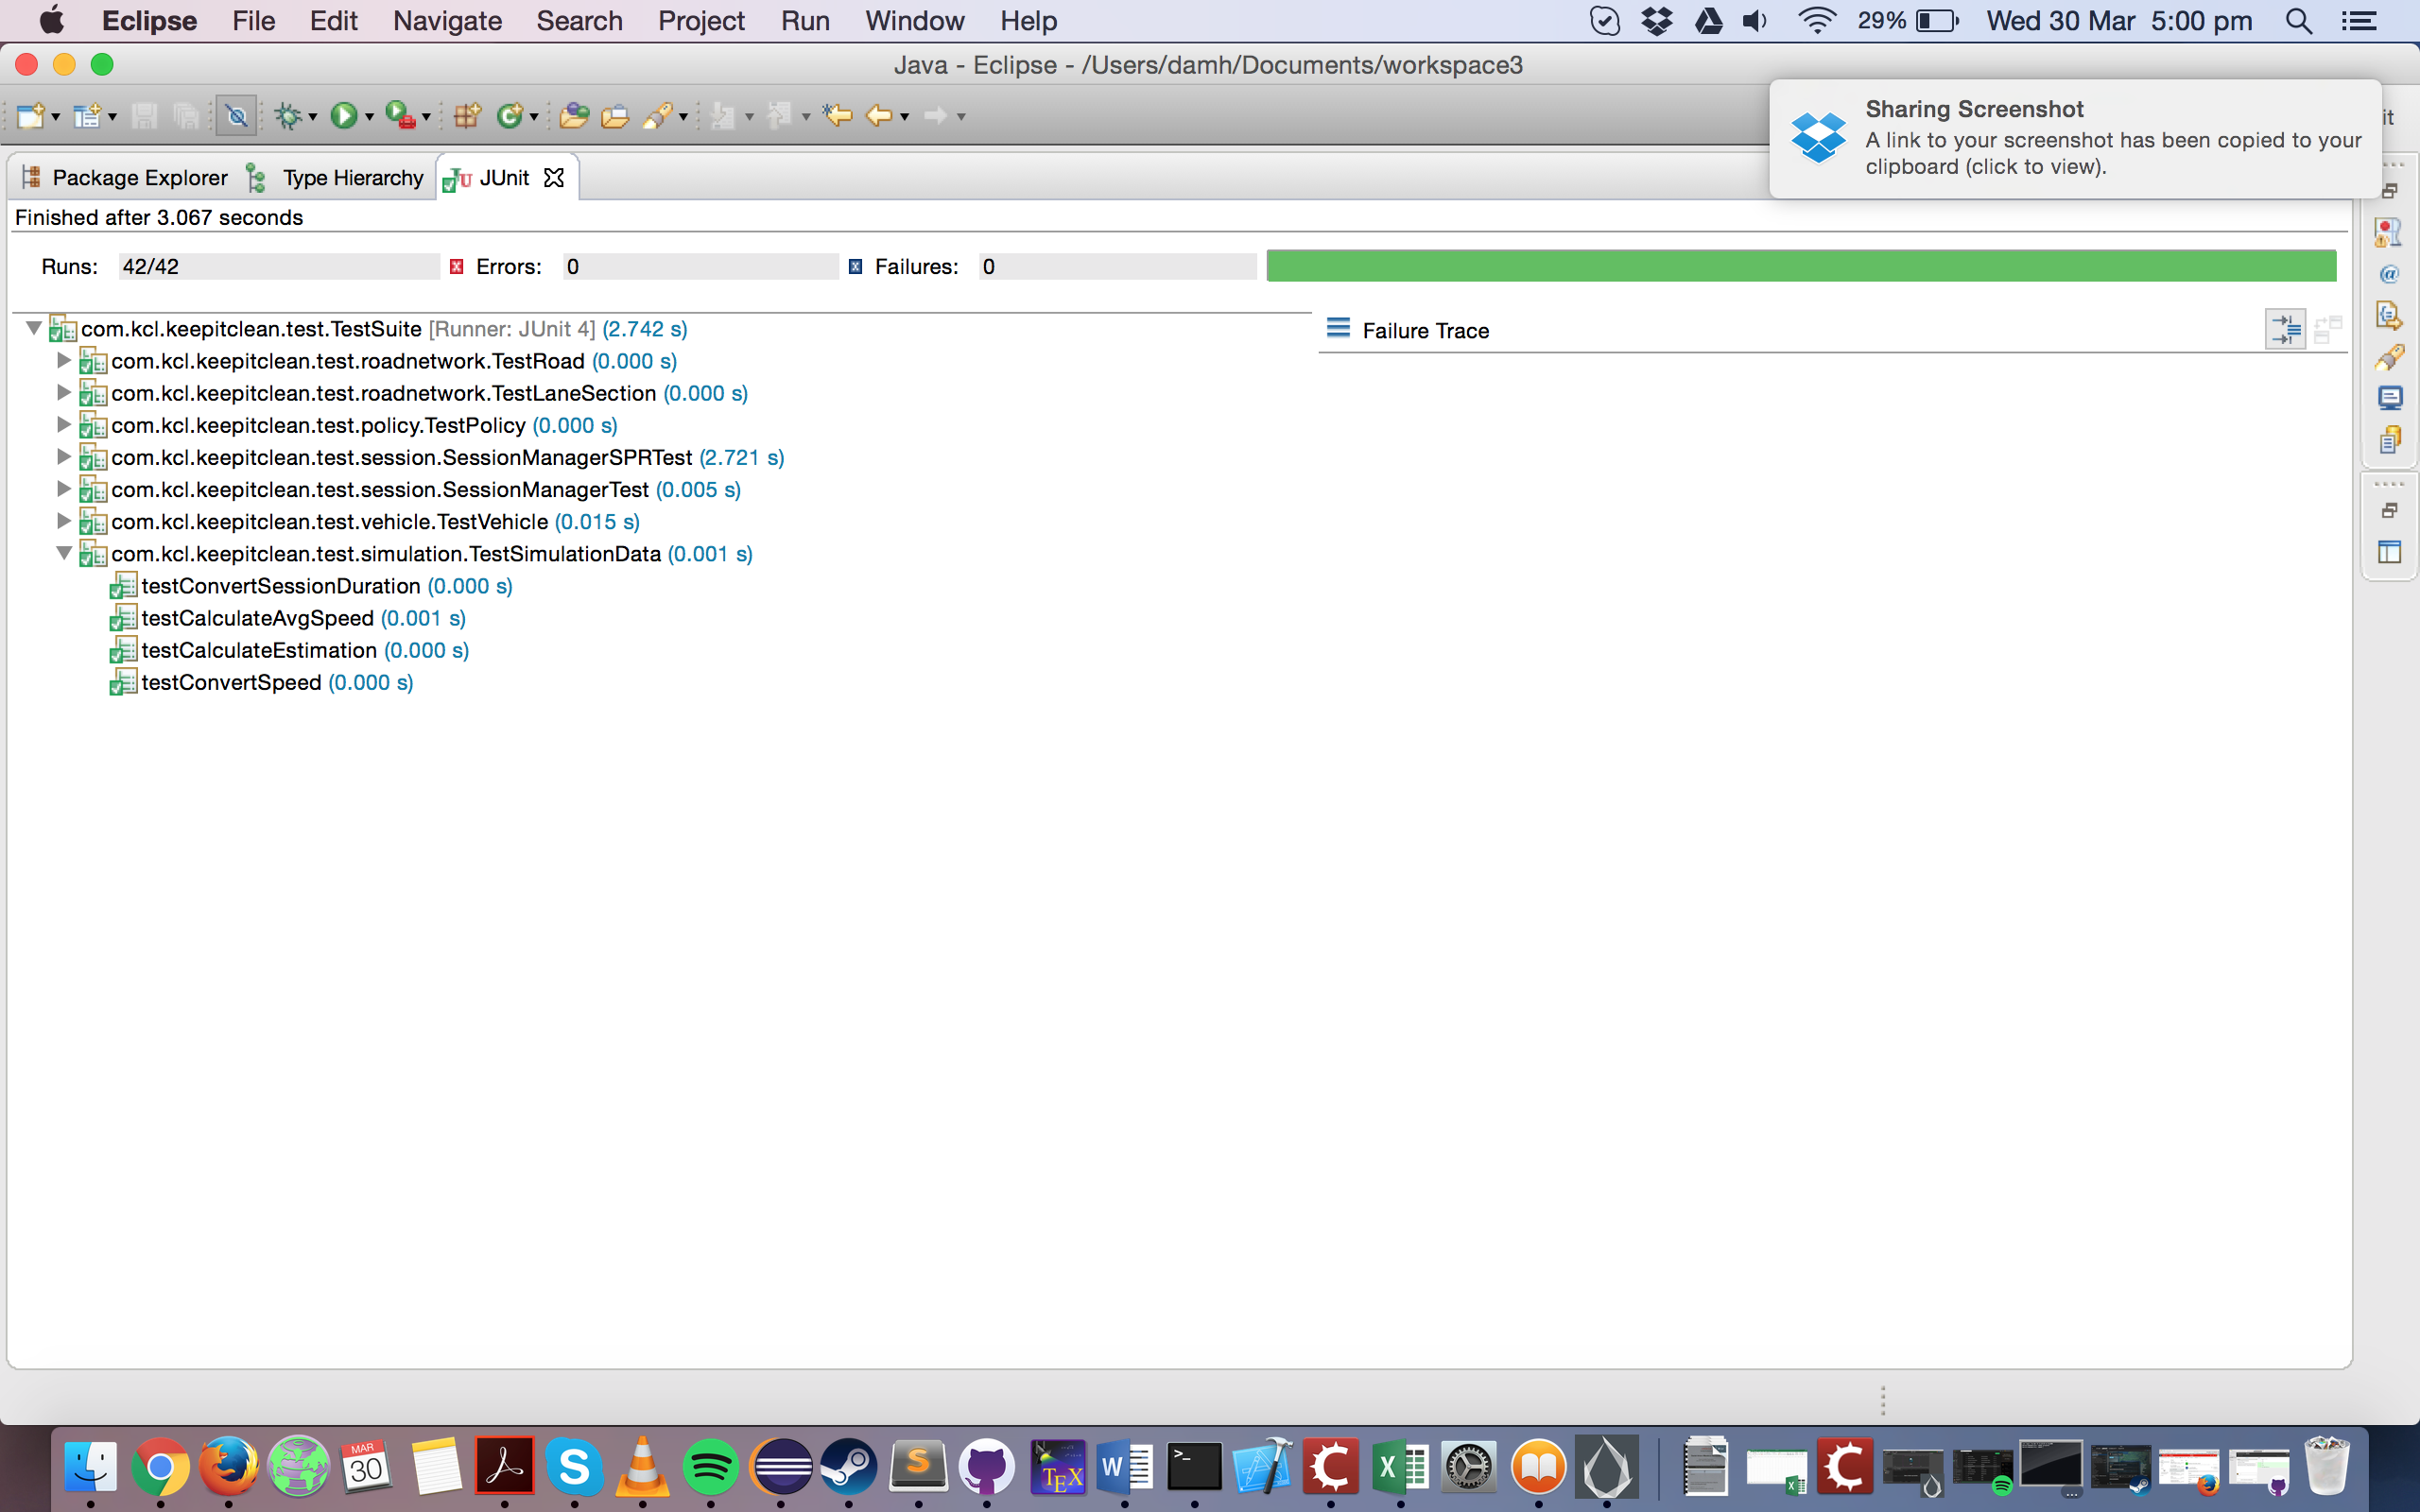 Eclipse File Edit Navigate Search Project Run Window Help 29% Wed 30 Mar 5:00 pm
Java - Eclipse - /Users/damh/Documents/workspace3
Sharing Screenshot
A link to your screenshot has been copied to your
clipboard (click to view).
it
Package Explorer Type Hierarchy JU JUnit
Finished after 3.067 seconds
Runs: 42/42 Errors: 0 Failures: 0
com.kcl.keepitclean.test.TestSuite [Runner: JUnit 4] (2.742 s)
Failure Trace
com.kcl.keepitclean.test.roadnetwork.TestRoad (0.000 s)
com.kcl.keepitclean.test.roadnetwork.TestLaneSection (0.000 s)
com.kcl.keepitclean.test.policy.TestPolicy (0.000 s)
com.kcl.keepitclean.test.session.SessionManagerSPRTest (2.721 s)
com.kcl.keepitclean.test.session.SessionManagerTest (0.005 s)
com.kcl.keepitclean.test.vehicle.TestVehicle (0.015 s)
com.kcl.keepitclean.test.simulation.TestSimulationData (0.001 s)
testConvertSessionDuration (0.000 s)
testCalculateAvgSpeed (0.001 s)
testCalculateEstimation (0.000 s)
testConvertSpeed (0.000 s)
MAR
30
TEX